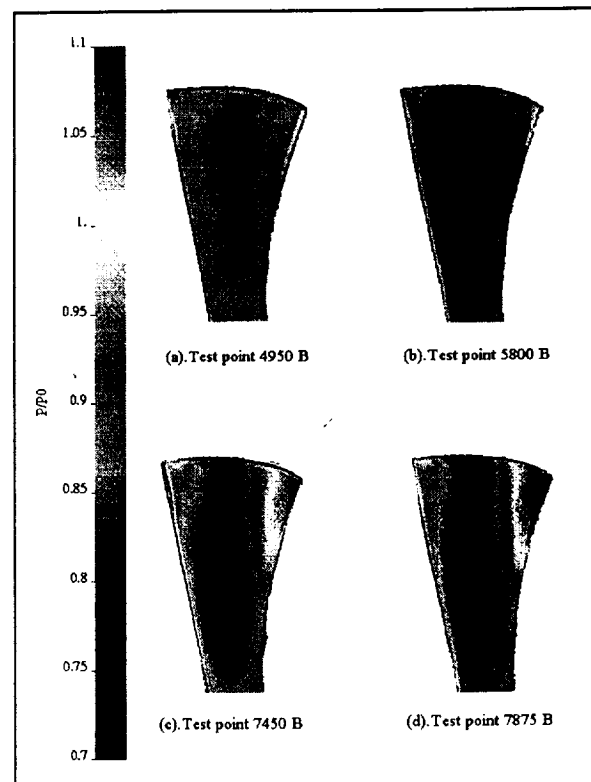 1.1
1.05
1.
0.95
0.9
0.85
0.8
0.75
0.7
P/P0
(a).Test point 4950 B
(b).Test point 5800 B
(c).Test point 7450 B
(d).Test point 7875 B